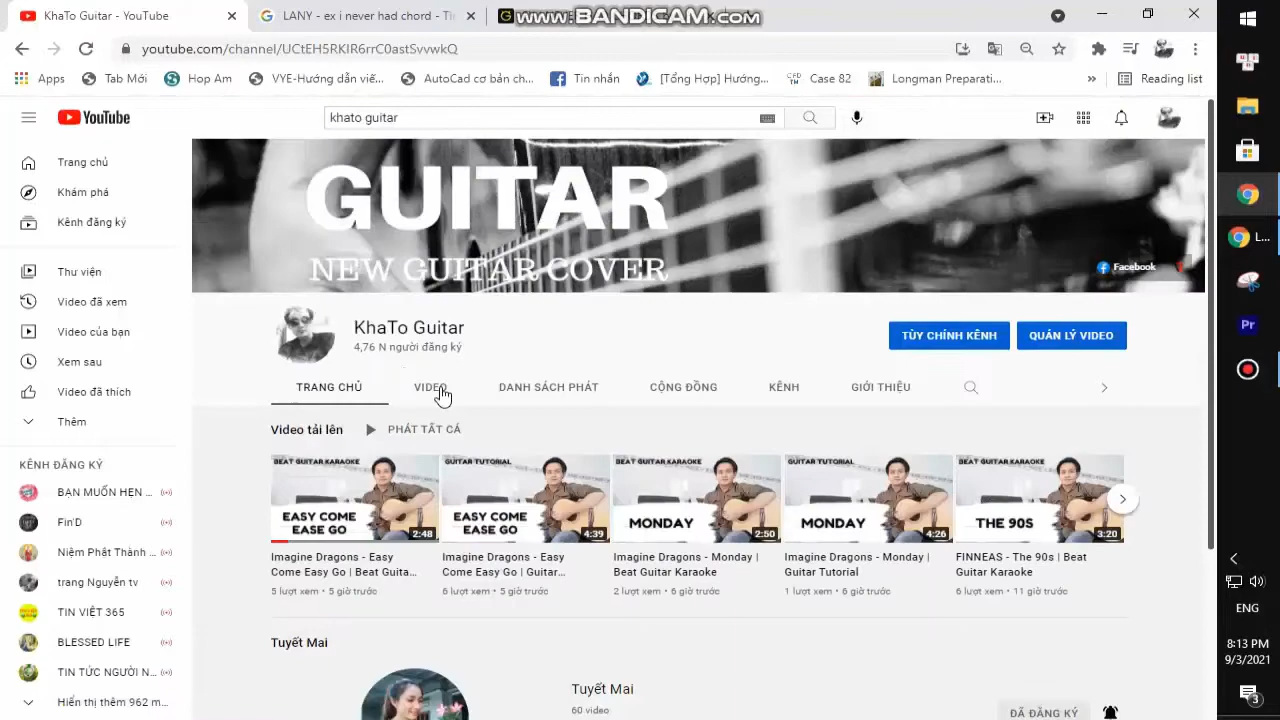 KhaTo Guitar - YouTube
LANY - ex i never had chord - Tì
www.BANDICAM.com
youtube.com/channel/UCtEH5RKIR6rrC0astSvvwkQ
Apps
Tab Mới
Hop Am
VYE-Hướng dẫn viế...
AutoCad cơ bản ch...
Tin nhắn
[Tổng Hợp] Hướng...
Case 82
Longman Preparati...
»
Reading list
YouTube
khato guitar
Trang chủ
Khám phá
Kênh đăng ký
Thư viện
Video đã xem
Video của bạn
Xem sau
Video đã thích
Thêm
KÊNH ĐĂNG KÝ
BẠN MUỐN HẸN ...
Fin'D
Niệm Phật Thành ...
trang Nguyễn tv
TIN VIỆT 365
BLESSED LIFE
TIN TỨC NGƯỜI N...
Hiển thị thêm 962 m...
GUITAR
NEW GUITAR COVER
Facebook
KhaTo Guitar
4,76 N người đăng ký
TÙY CHỈNH KÊNH
QUẢN LÝ VIDEO
TRANG CHỦ
VIDEO
DANH SÁCH PHÁT
CỘNG ĐỒNG
KÊNH
GIỚI THIỆU
Video tải lên
PHÁT TẤT CẢ
BEAT GUITAR KARAOKE
EASY COME
EASE GO
2:48
Imagine Dragons - Easy
Come Easy Go | Beat Guita...
5 lượt xem • 5 giờ trước
GUITAR TUTORIAL
EASY COME
EASE GO
4:39
Imagine Dragons - Easy
Come Easy Go | Guitar...
6 lượt xem • 5 giờ trước
BEAT GUITAR KARAOKE
MONDAY
2:50
Imagine Dragons - Monday |
Beat Guitar Karaoke
2 lượt xem • 6 giờ trước
GUITAR TUTORIAL
MONDAY
4:26
Imagine Dragons - Monday |
Guitar Tutorial
1 lượt xem • 6 giờ trước
BEAT GUITAR KARAOKE
THE 90S
3:20
FINNEAS - The 90s | Beat
Guitar Karaoke
6 lượt xem • 11 giờ trước
Tuyết Mai
Tuyết Mai
60 video
ĐÃ ĐĂNG KÝ
L...
Pr
ENG
8:13 PM
9/3/2021
3